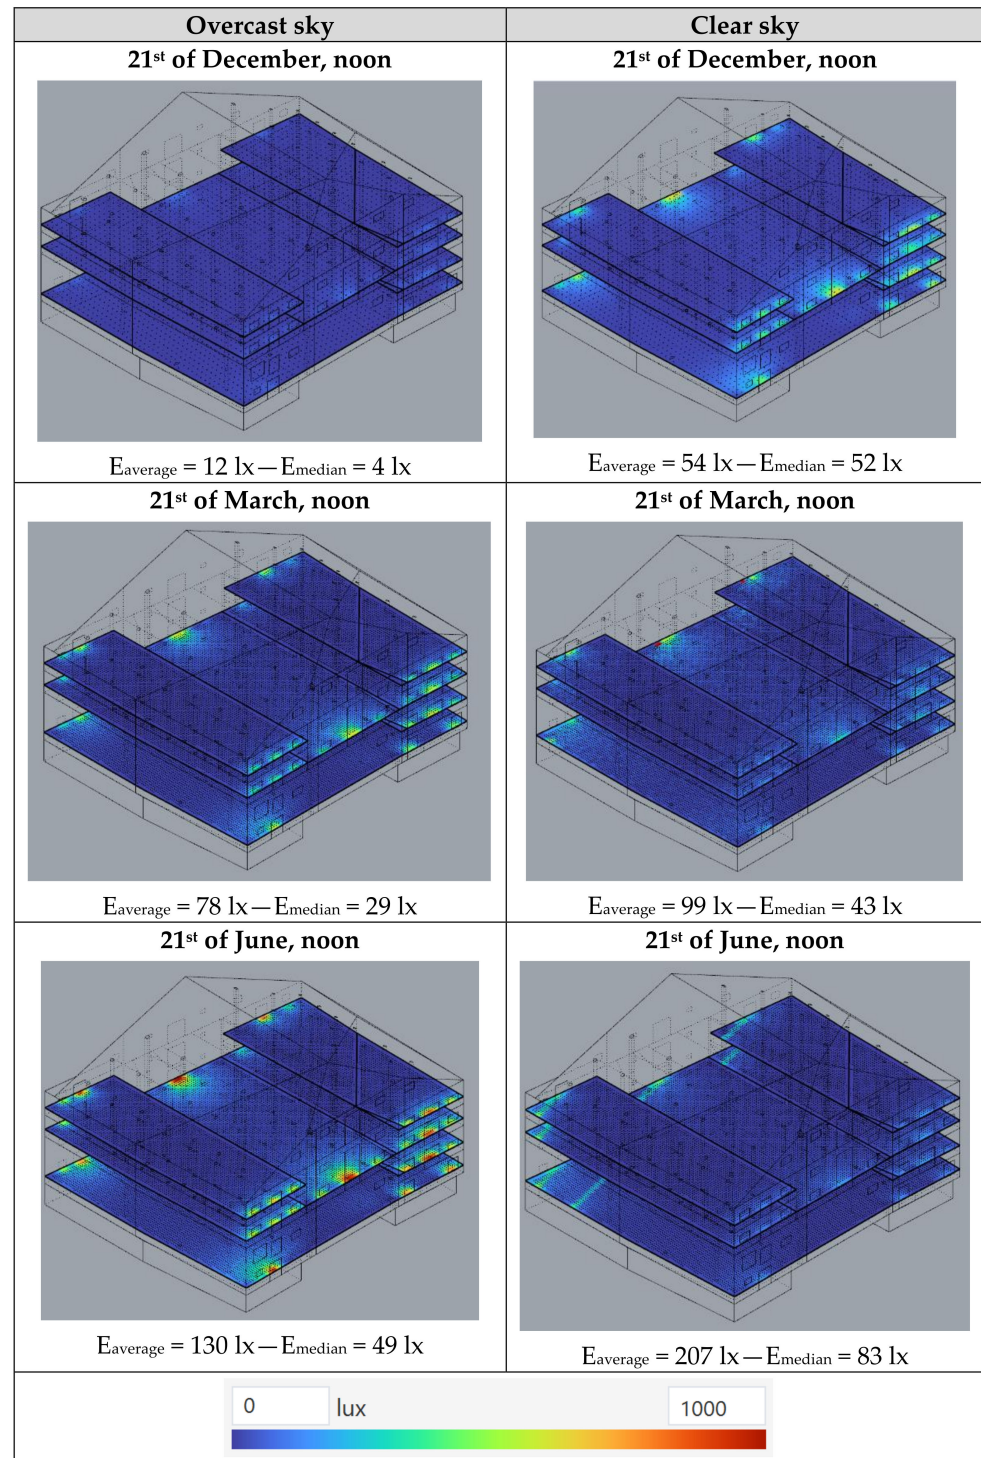 Overcast sky
Clear sky
21st of December, noon
21st of December, noon
Eaverage = 12 lx—Emedian = 4 lx
Eaverage = 54 lx—Emedian = 52 lx
21st of March, noon
21st of March, noon
Eaverage = 78 lx—Emedian = 29 lx
Eaverage = 99 lx—Emedian = 43 lx
21st of June, noon
21st of June, noon
Eaverage = 130 lx—Emedian = 49 lx
Eaverage = 207 lx—Emedian = 83 lx
0 lux 1000